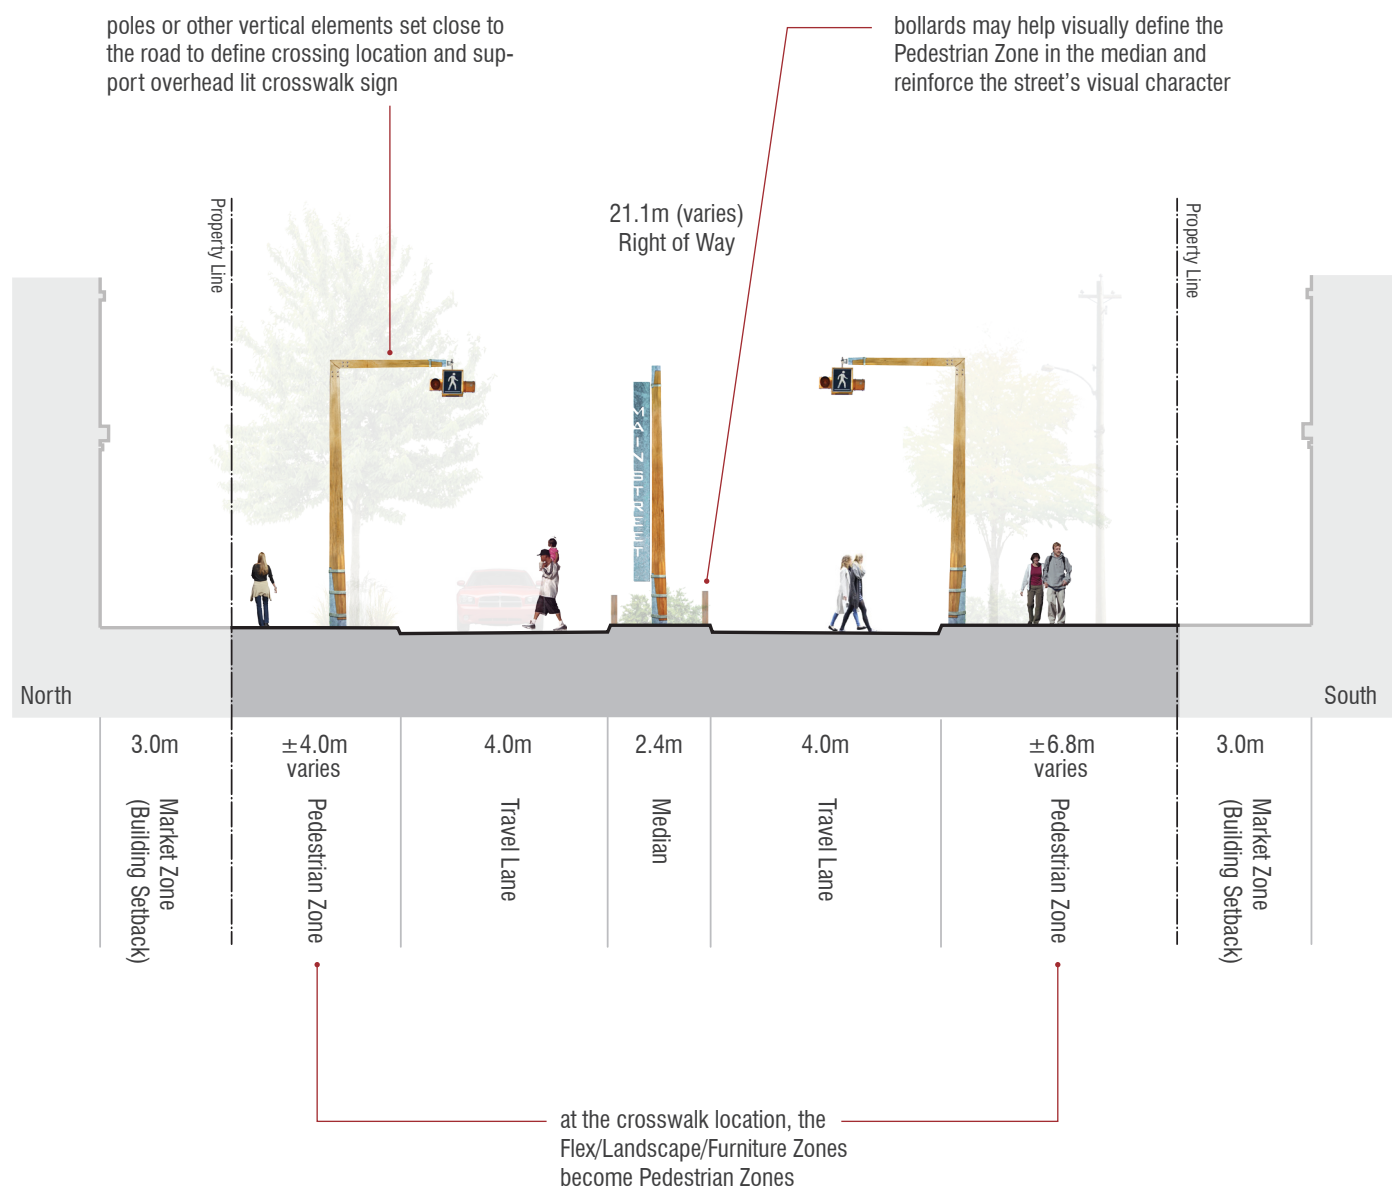 poles or other vertical elements set close to
the road to define crossing location and sup-
port overhead lit crosswalk sign
bollards may help visually define the
Pedestrian Zone in the median and
reinforce the street's visual character
Property Line
21.1m (varies)
Right of Way
Property Line
MAIN STREET
North
South
3.0m
±4.0m
varies
4.0m
2.4m
4.0m
±6.8m
varies
3.0m
Market Zone
(Building Setback)
Pedestrian Zone
Travel Lane
Median
Travel Lane
Pedestrian Zone
Market Zone
(Building Setback)
at the crosswalk location, the
Flex/Landscape/Furniture Zones
become Pedestrian Zones